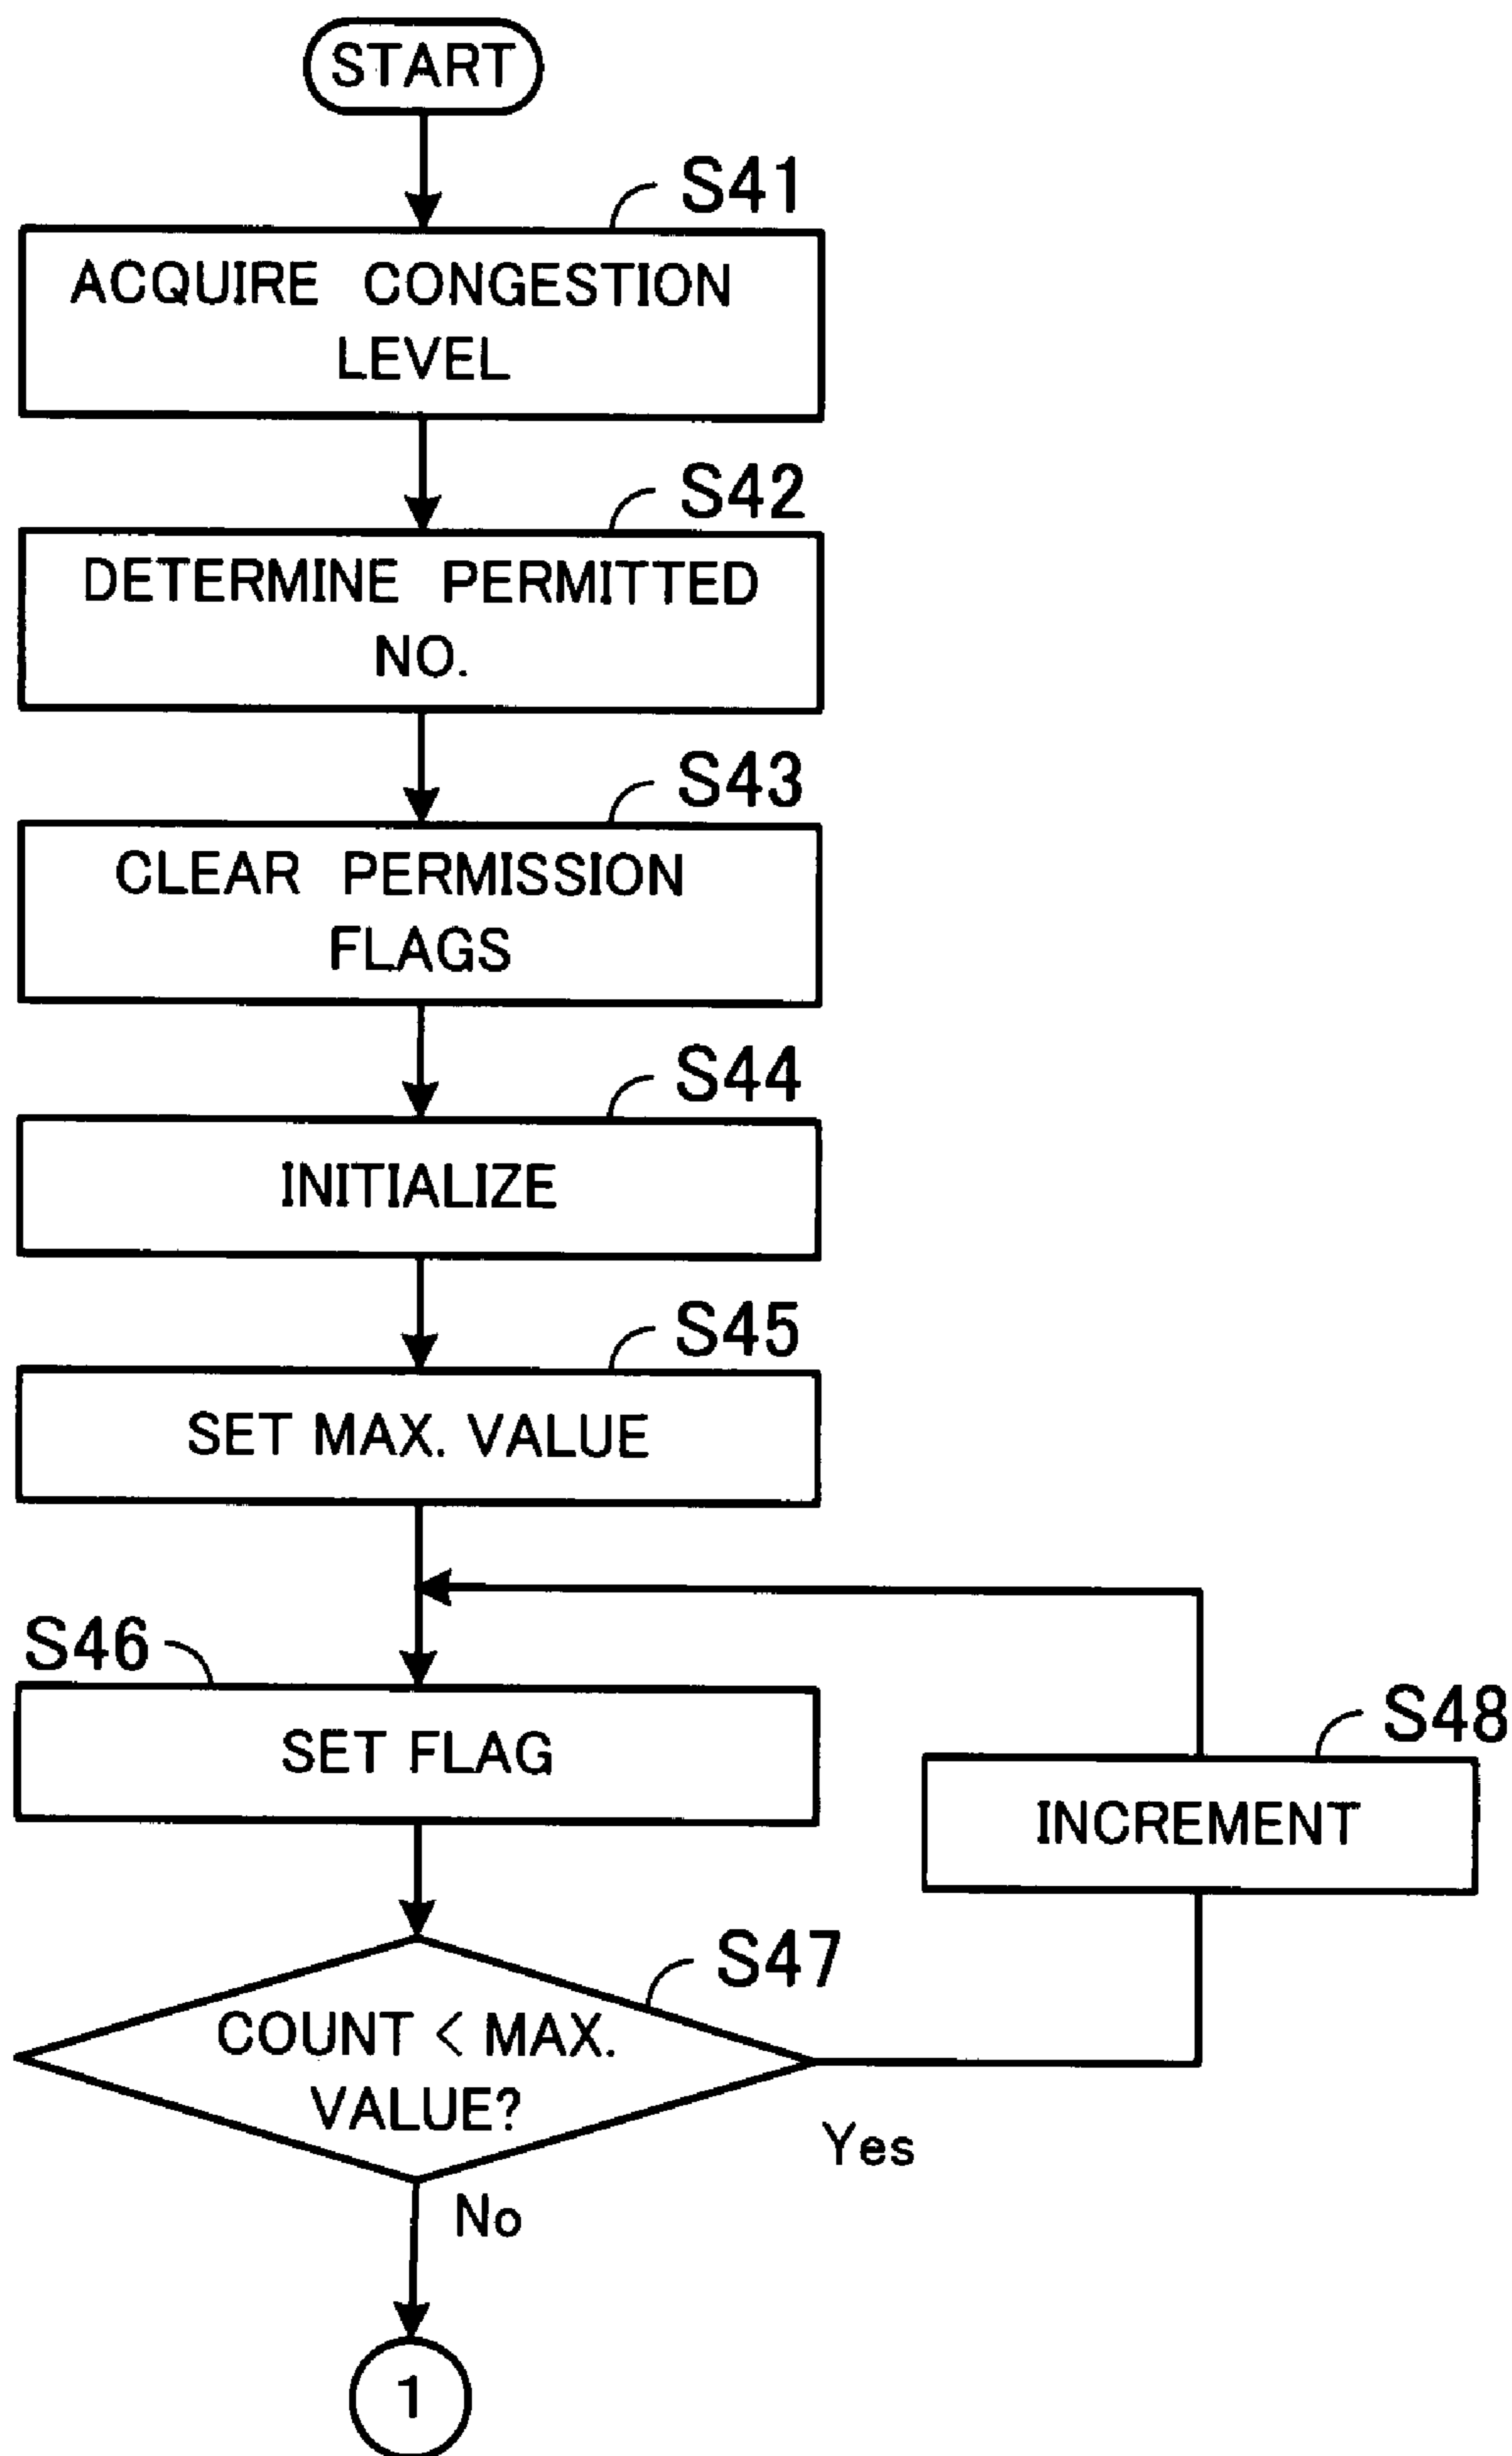 START
S41
ACQUIRE CONGESTION
LEVEL
S42
DETERMINE PERMITTED
NO.
S43
CLEAR PERMISSION
FLAGS
S44
INITIALIZE
S45
SET MAX. VALUE
S46
SET FLAG
S48
INCREMENT
S47
COUNT < MAX.
VALUE?
Yes
No
1